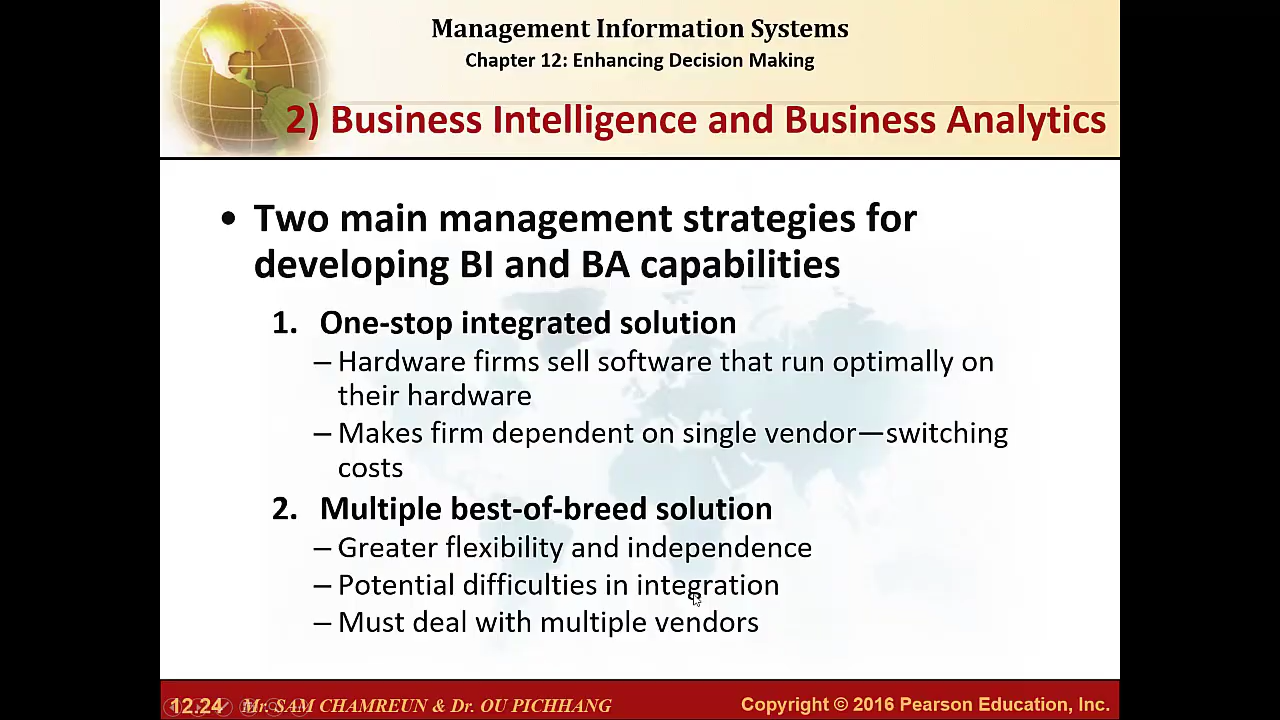 Management Information Systems
Chapter 12: Enhancing Decision Making
2) Business Intelligence and Business Analytics
• Two main management strategies for
developing BI and BA capabilities
1. One-stop integrated solution
– Hardware firms sell software that run optimally on
their hardware
– Makes firm dependent on single vendor—switching
costs
2. Multiple best-of-breed solution
– Greater flexibility and independence
– Potential difficulties in integration
– Must deal with multiple vendors
12.24 Mr. SAM CHAMREUN & Dr. OU PICHHANG Copyright © 2016 Pearson Education, Inc.